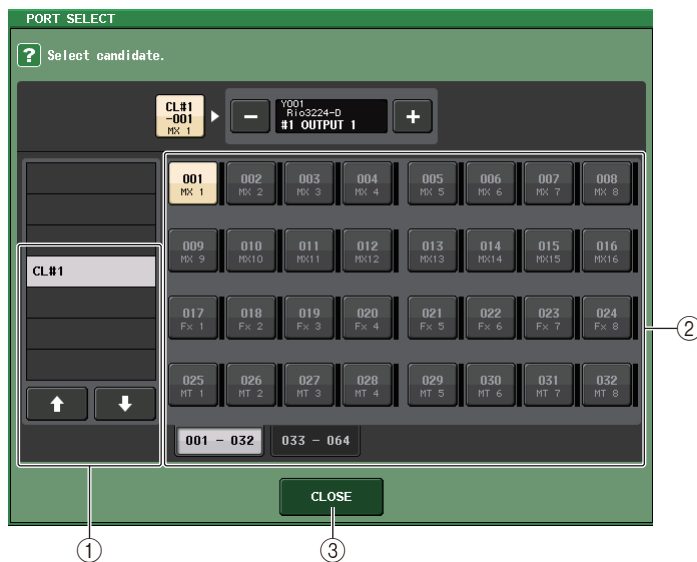 PORT SELECT
? Select candidate.
CL#1
-001
MX 1
−
Y001
Rio3224-D
#1 OUTPUT 1
+
001 002 003 004 005 006 007 008
MX 1 MX 2 MX 3 MX 4 MX 5 MX 6 MX 7 MX 8
009 010 011 012 013 014 015 016
MX 9 MX10 MX11 MX12 MX13 MX14 MX15 MX16
CL#1
017 018 019 020 021 022 023 024
Fx 1 Fx 2 Fx 3 Fx 4 Fx 5 Fx 6 Fx 7 Fx 8
②
025 026 027 028 029 030 031 032
MT 1 MT 2 MT 3 MT 4 MT 5 MT 6 MT 7 MT 8
001 - 032 033 - 064
CLOSE
① ③